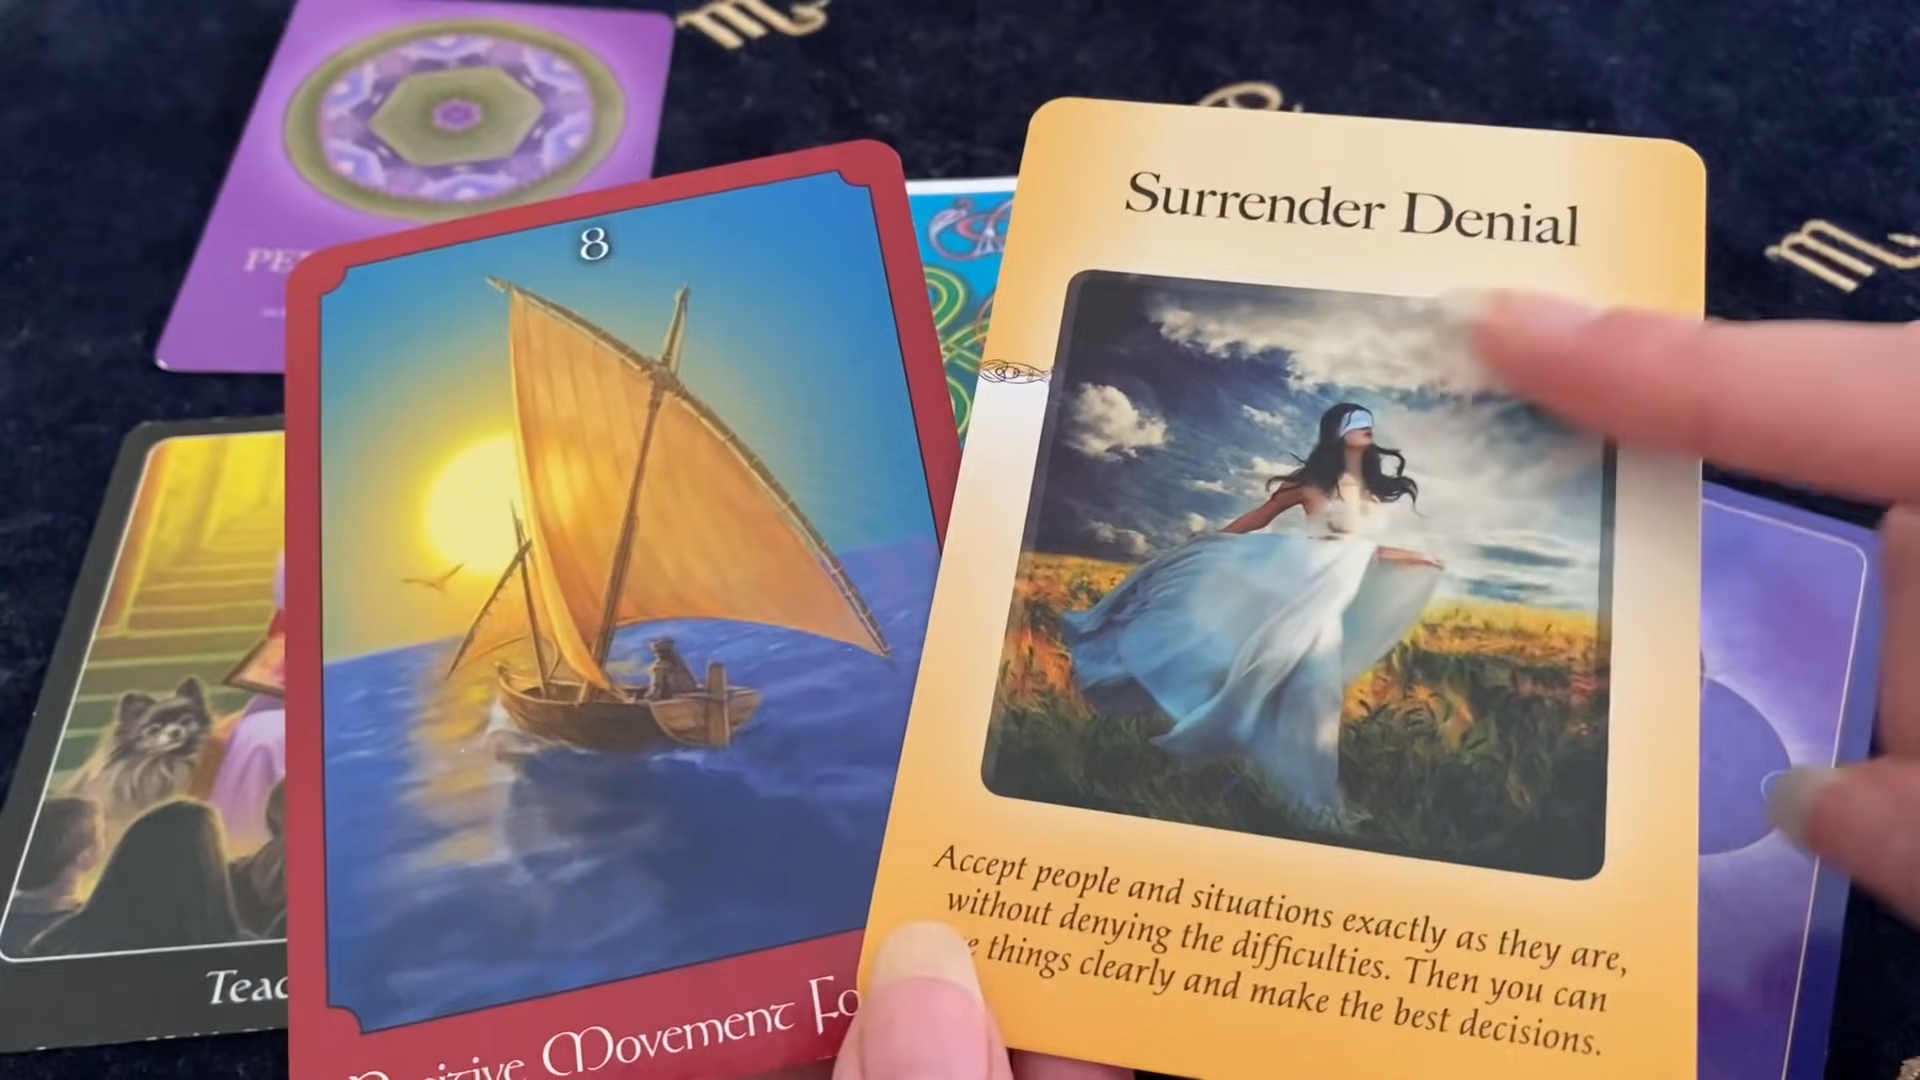 8
Surrender Denial
Accept people and situations exactly as they are,
without denying the difficulties. Then you can
things clearly and make the best decisions.
Movement